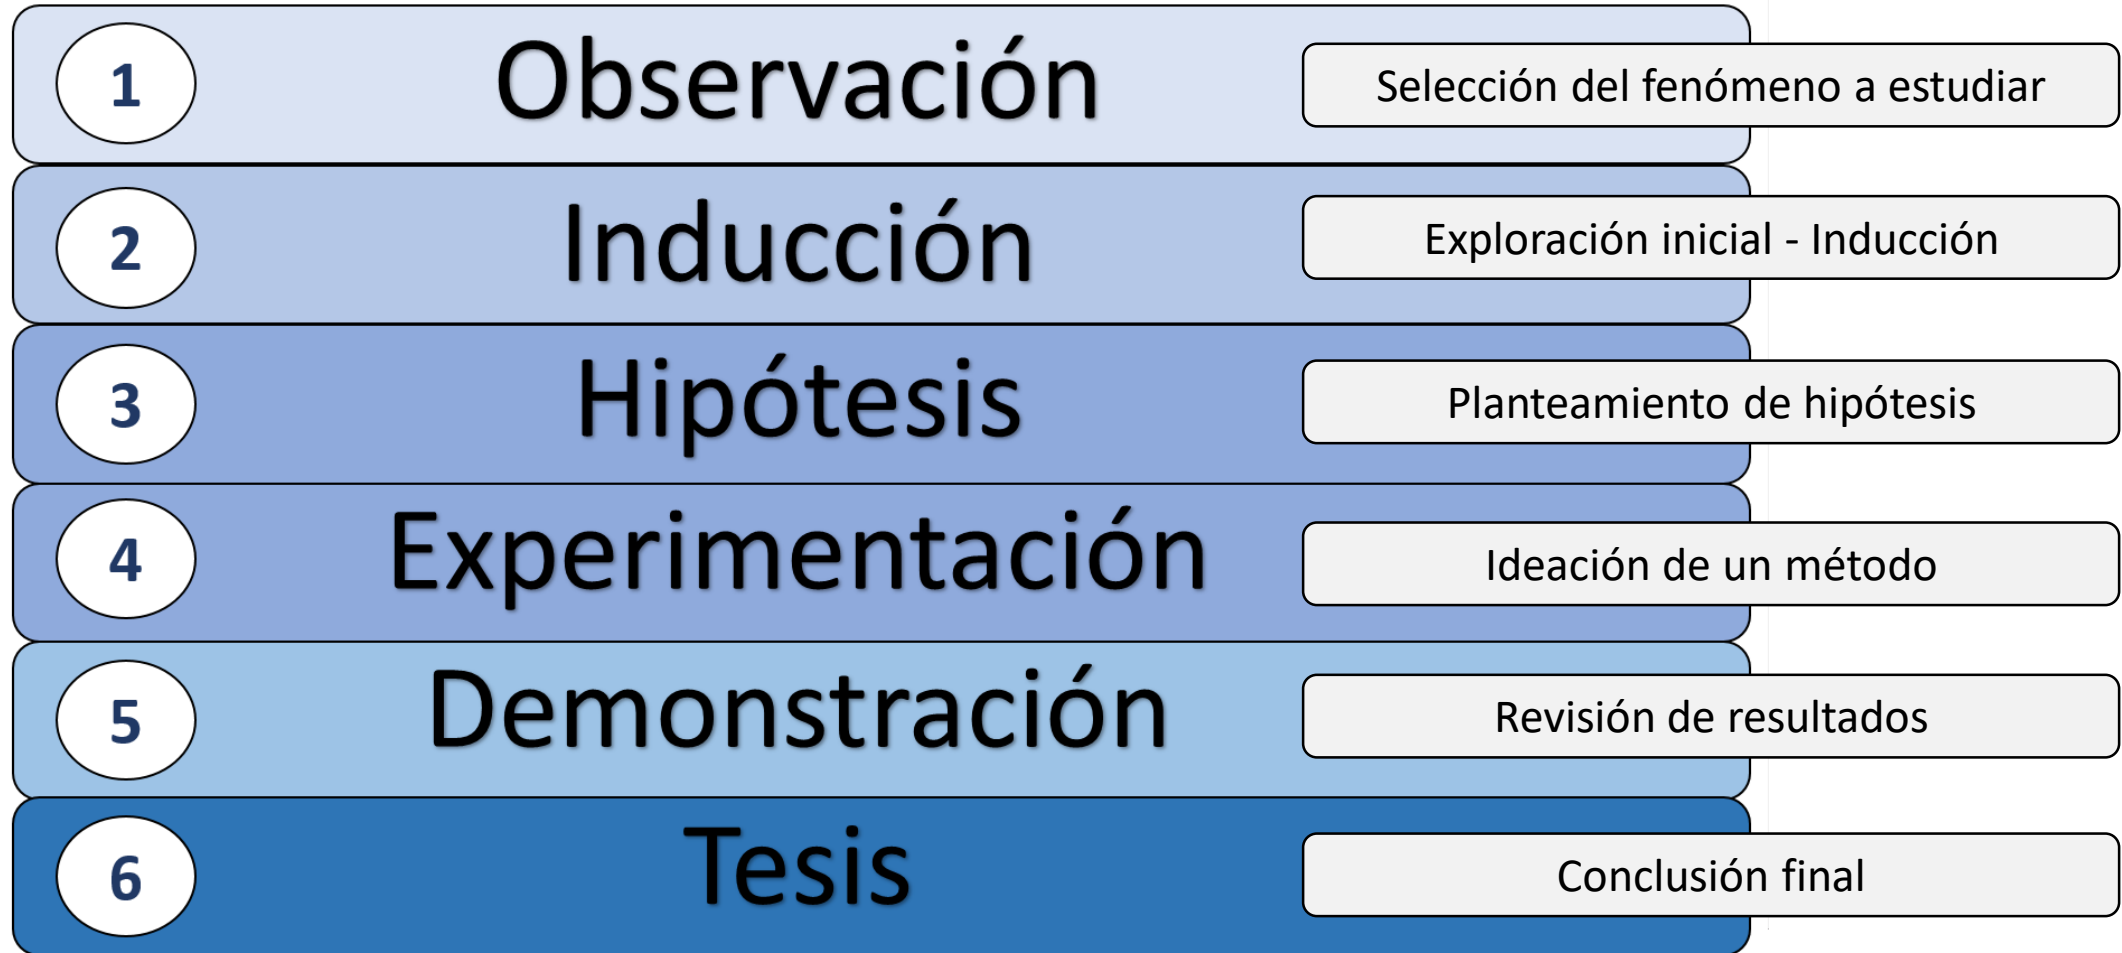 1
Observación
Selección del fenómeno a estudiar
2
Inducción
Exploración inicial - Inducción
3
Hipótesis
Planteamiento de hipótesis
4
Experimentación
Ideación de un método
5
Demonstración
Revisión de resultados
6
Tesis
Conclusión final